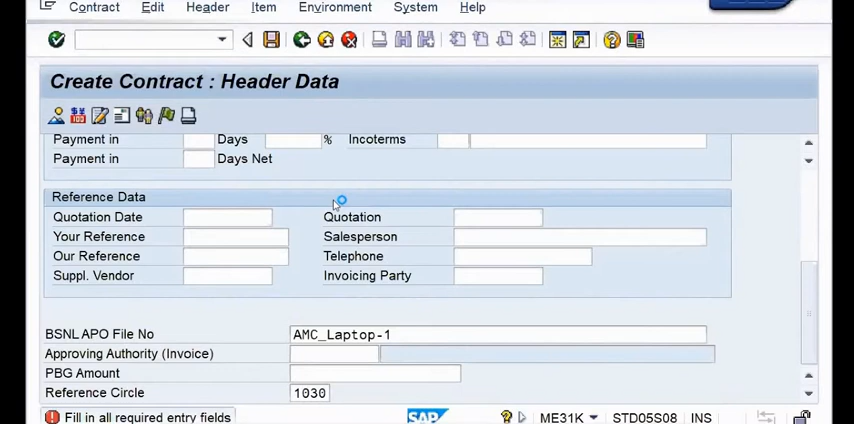 Contract Edit Header Item Environment System Help
Create Contract : Header Data
Payment in Days % Incoterms
Payment in Days Net
Reference Data
Quotation Date Quotation
Your Reference Salesperson
Our Reference Telephone
Suppl. Vendor Invoicing Party
BSNL APO File No AMC_Laptop-1
Approving Authority (Invoice)
PBG Amount
Reference Circle 1030
Fill in all required entry fields SAP ME31K STD05S08 INS